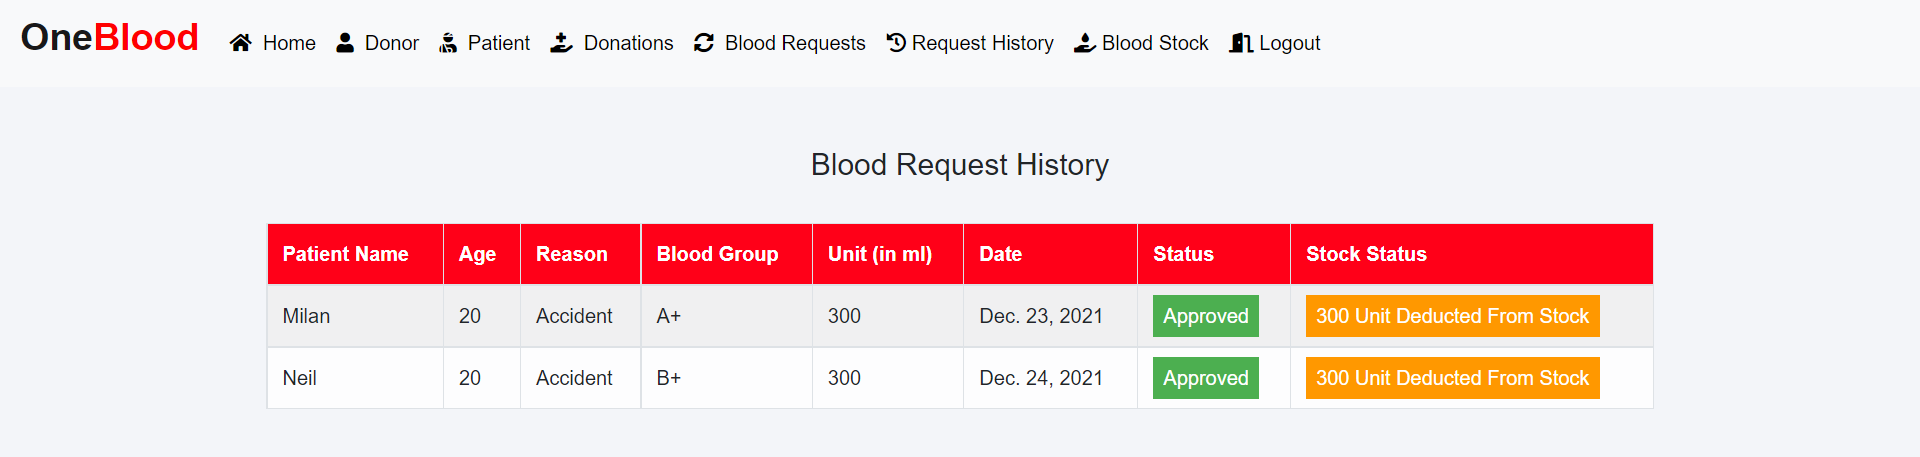 OneBlood Home Donor Patient Donations Blood Requests Request History Blood Stock Logout
Blood Request History
Patient Name Age Reason Blood Group Unit (in ml) Date Status Stock Status
Milan 20 Accident A+ 300 Dec. 23, 2021 Approved 300 Unit Deducted From Stock
Neil 20 Accident B+ 300 Dec. 24, 2021 Approved 300 Unit Deducted From Stock